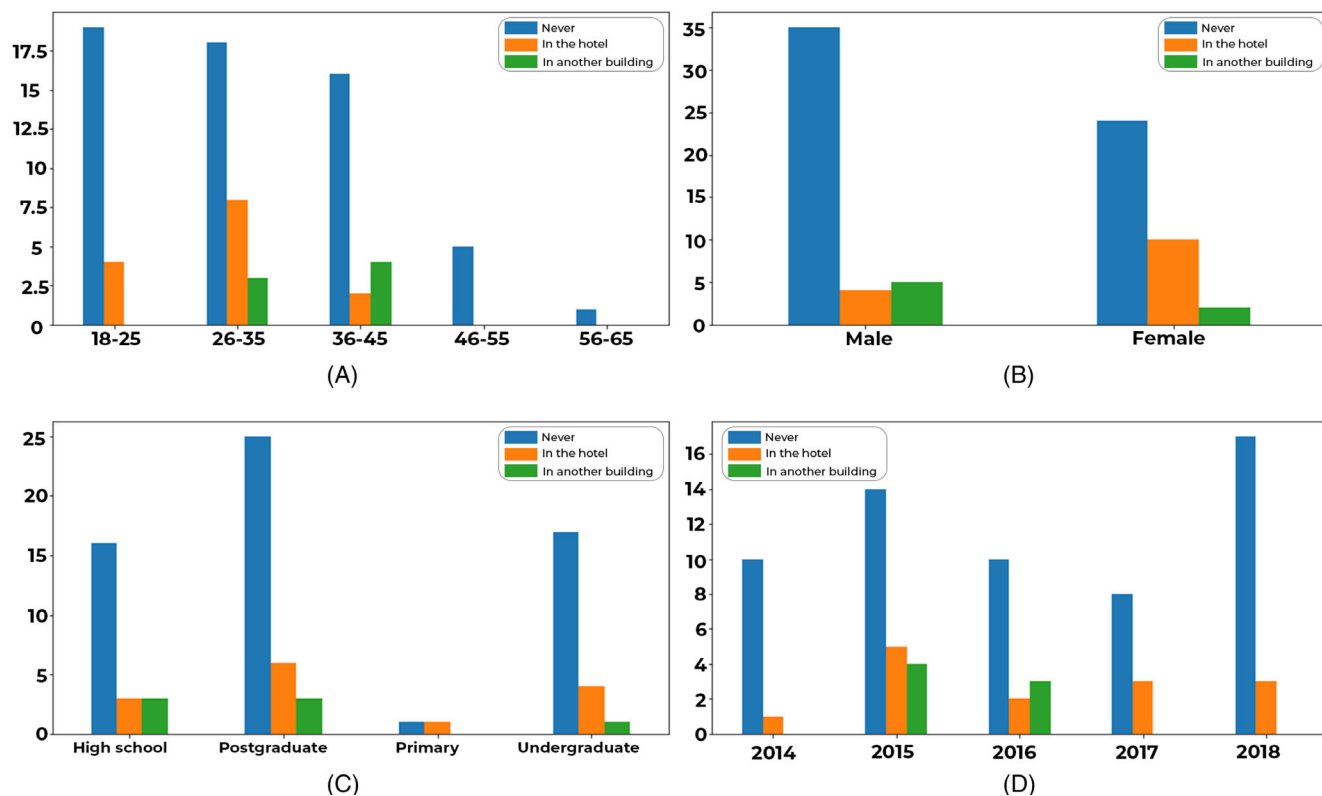 Never
In the hotel
In another building
17.5
15
12.5
10
7.5
5
2.5
0
18-25 26-35 36-45 46-55 56-65
(A)
Never
In the hotel
In another building
35
30
25
20
15
10
5
0
Male Female
(B)
Never
In the hotel
In another building
25
20
15
10
5
0
High school Postgraduate Primary Undergraduate
(C)
Never
In the hotel
In another building
16
14
12
10
8
6
4
2
0
2014 2015 2016 2017 2018
(D)